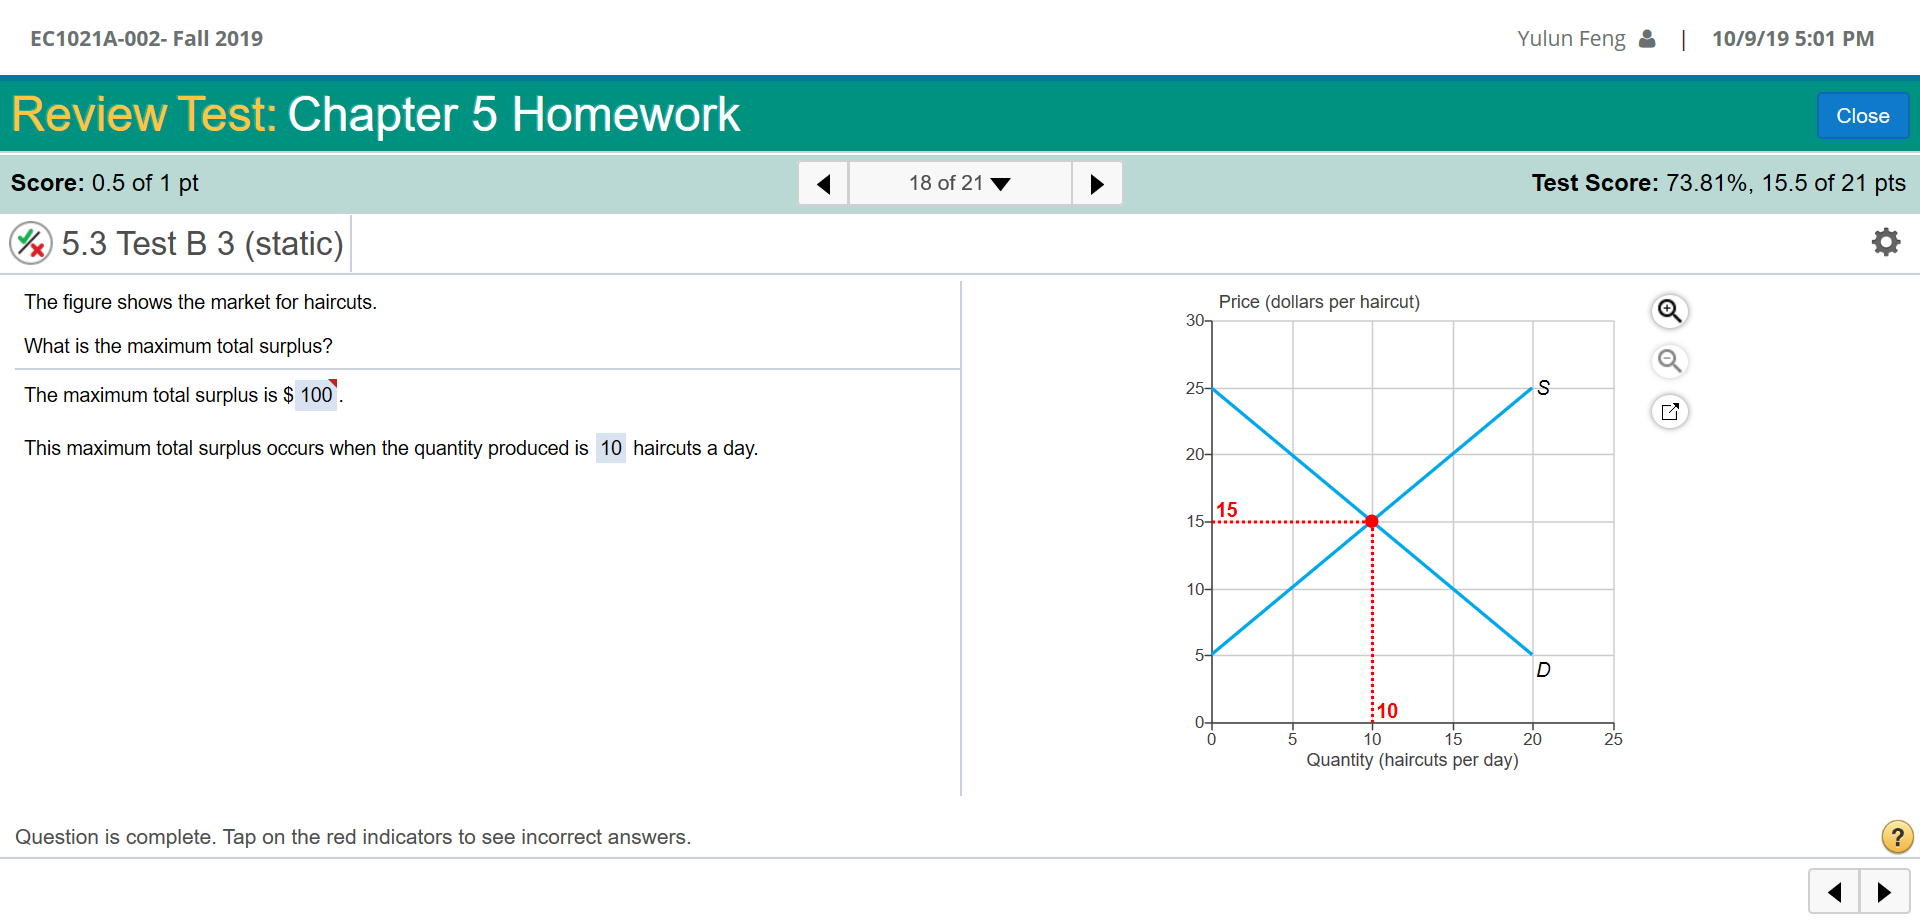 EC1021A-002- Fall 2019
Yulun Feng | 10/9/19 5:01 PM
Review Test: Chapter 5 Homework
Close
Score: 0.5 of 1 pt
18 of 21
Test Score: 73.81%, 15.5 of 21 pts
5.3 Test B 3 (static)
The figure shows the market for haircuts.
What is the maximum total surplus?
The maximum total surplus is $ 100 .
This maximum total surplus occurs when the quantity produced is 10 haircuts a day.
Price (dollars per haircut)
30
25
S
20
15
15
10
5
D
10
0
0 5 10 15 20 25
Quantity (haircuts per day)
Question is complete. Tap on the red indicators to see incorrect answers.
?